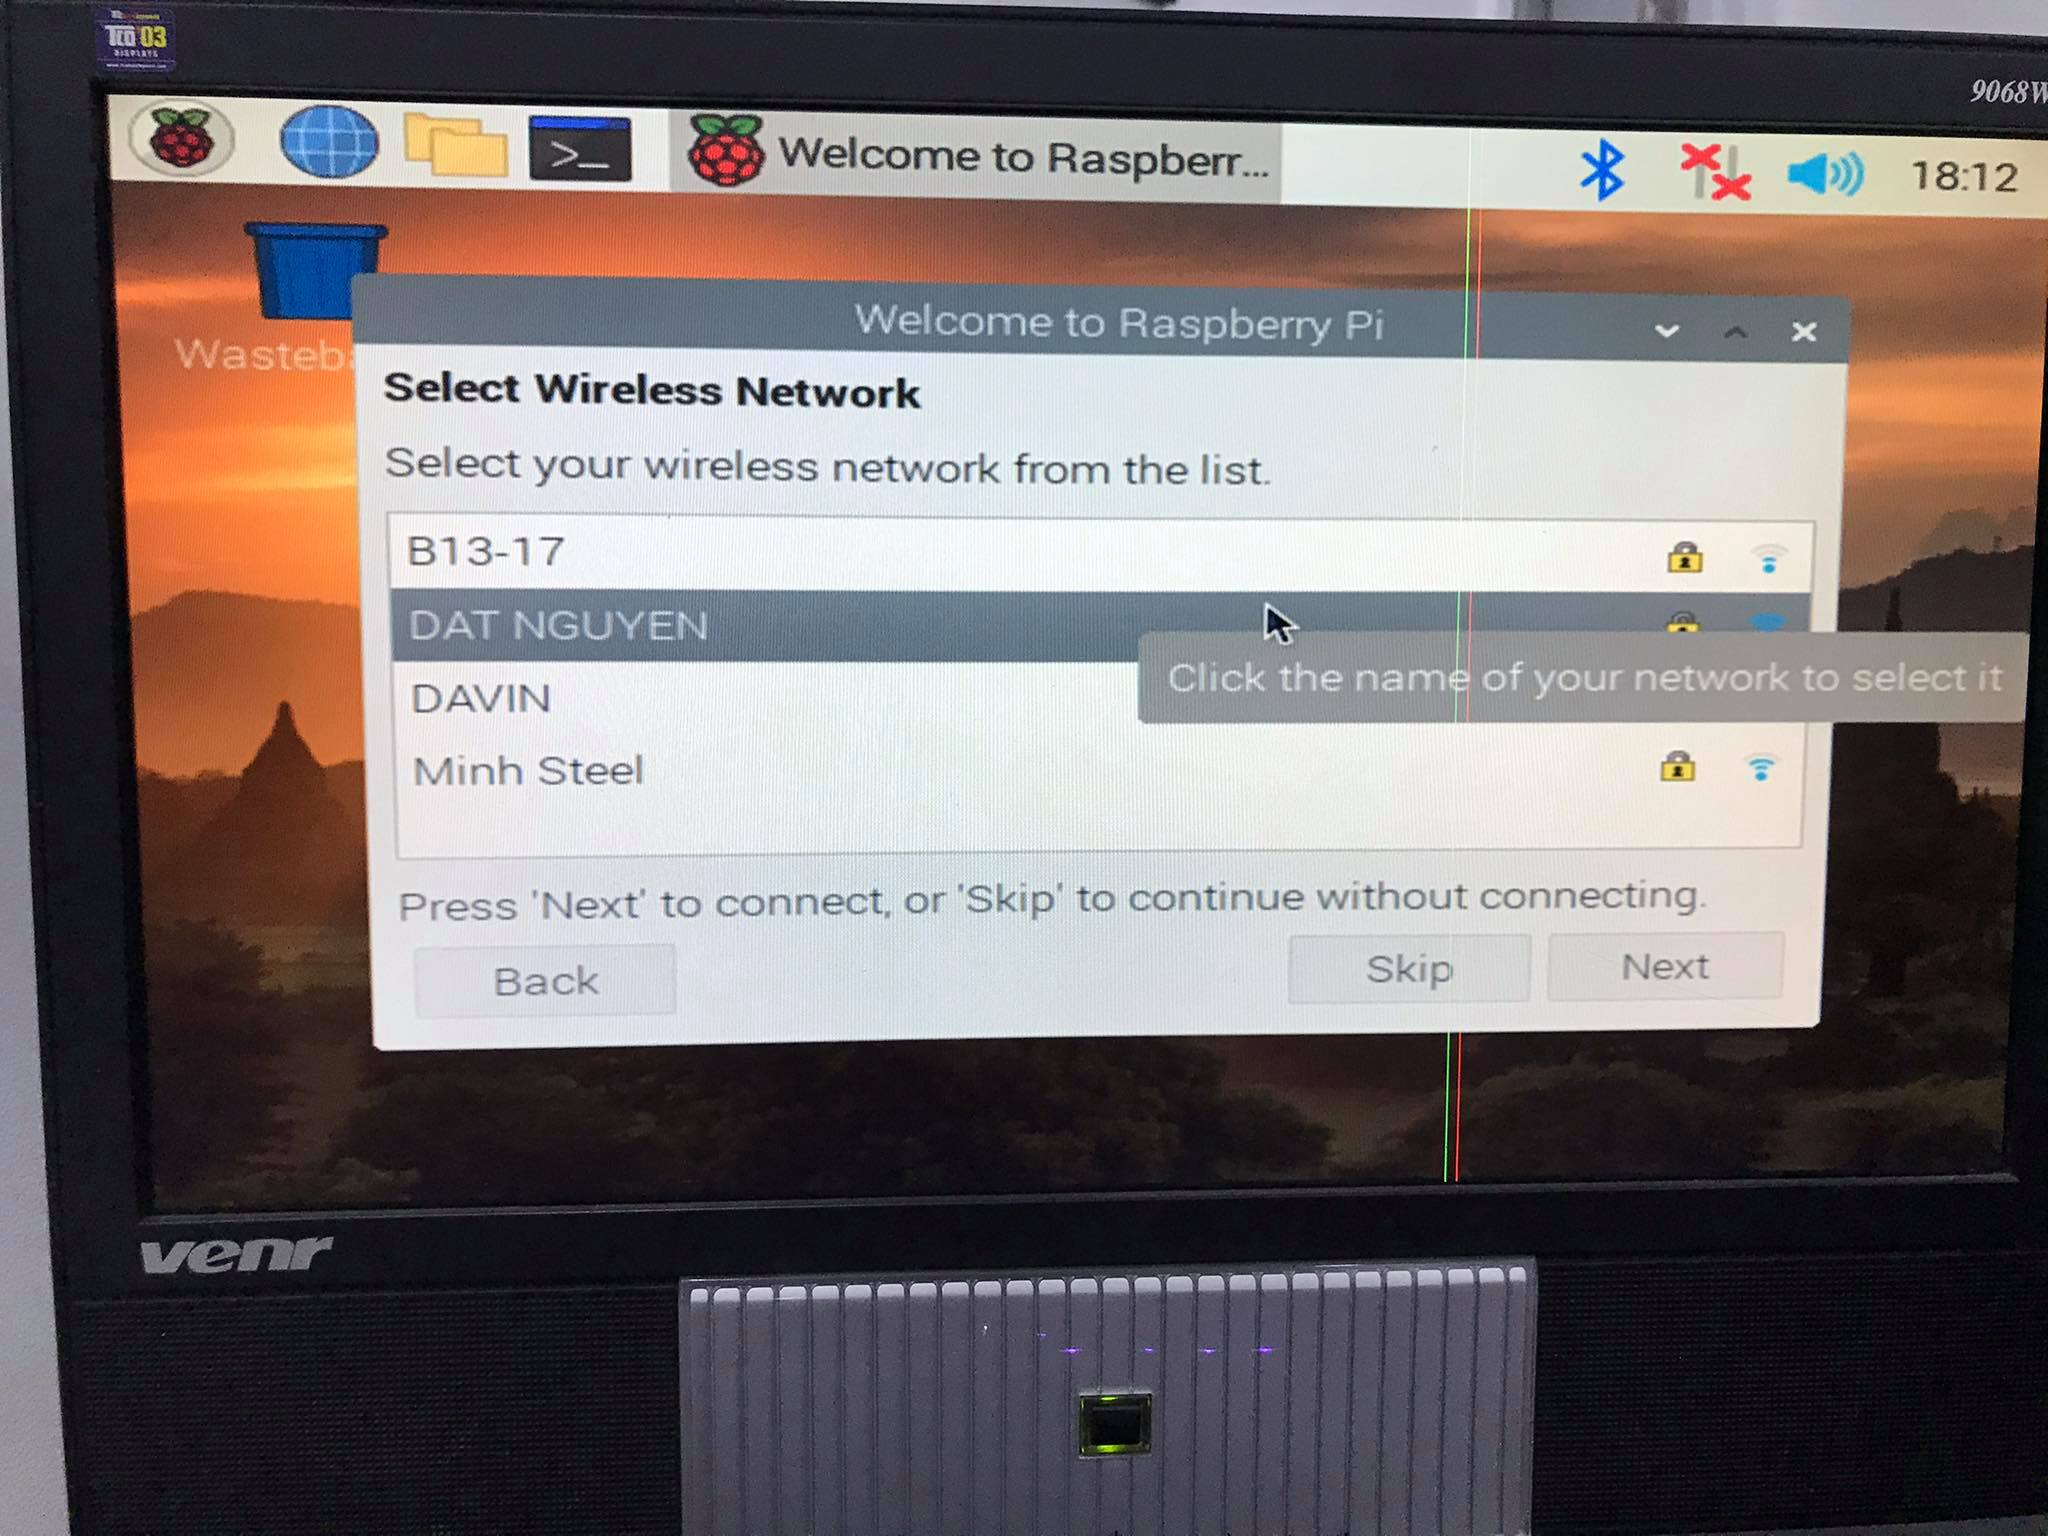 TCO 03
DISPLAYS
9068W
>_
Welcome to Raspberr...
18:12
Wasteb
Welcome to Raspberry Pi
Select Wireless Network
Select your wireless network from the list.
B13-17
DAT NGUYEN
Click the name of your network to select it
DAVIN
Minh Steel
Press 'Next' to connect, or 'Skip' to continue without connecting.
Back
Skip
Next
venr